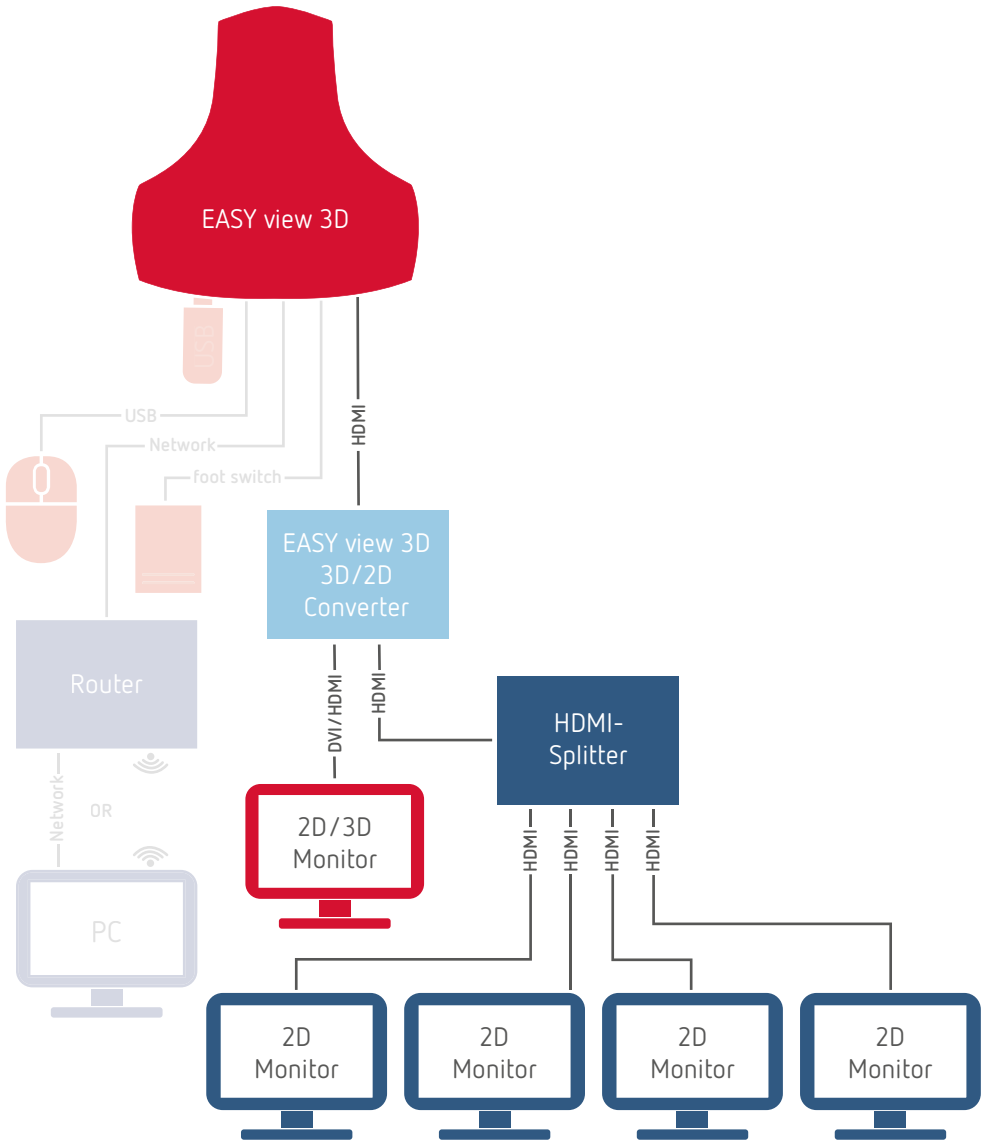 EASY view 3D
USB
USB
Network
foot switch
HDMI
EASY view 3D
3D/2D
Converter
Router
DVI/HDMI
HDMI
HDMI-
Splitter
Network
OR
2D/3D
Monitor
HDMI
HDMI
HDMI
HDMI
PC
2D
Monitor
2D
Monitor
2D
Monitor
2D
Monitor